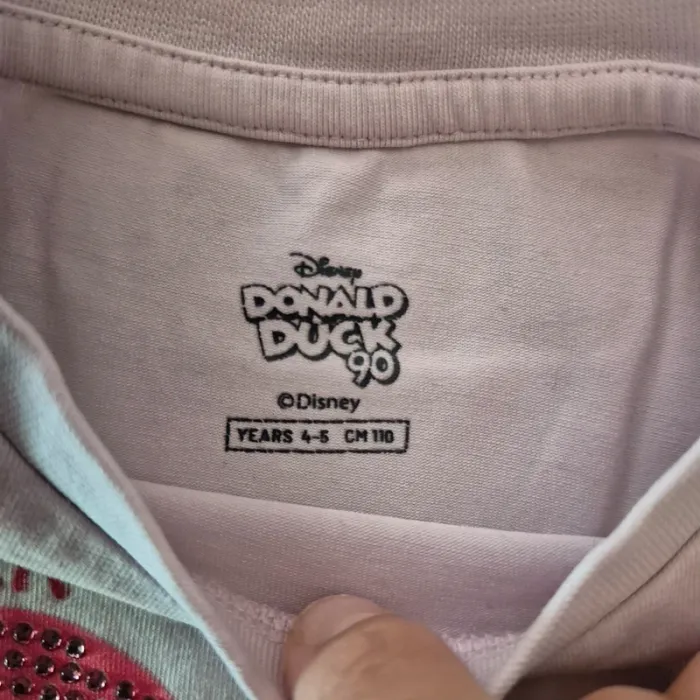 Disney
DONALD
DUCK
90
©Disney
YEARS 4-5 CM 110